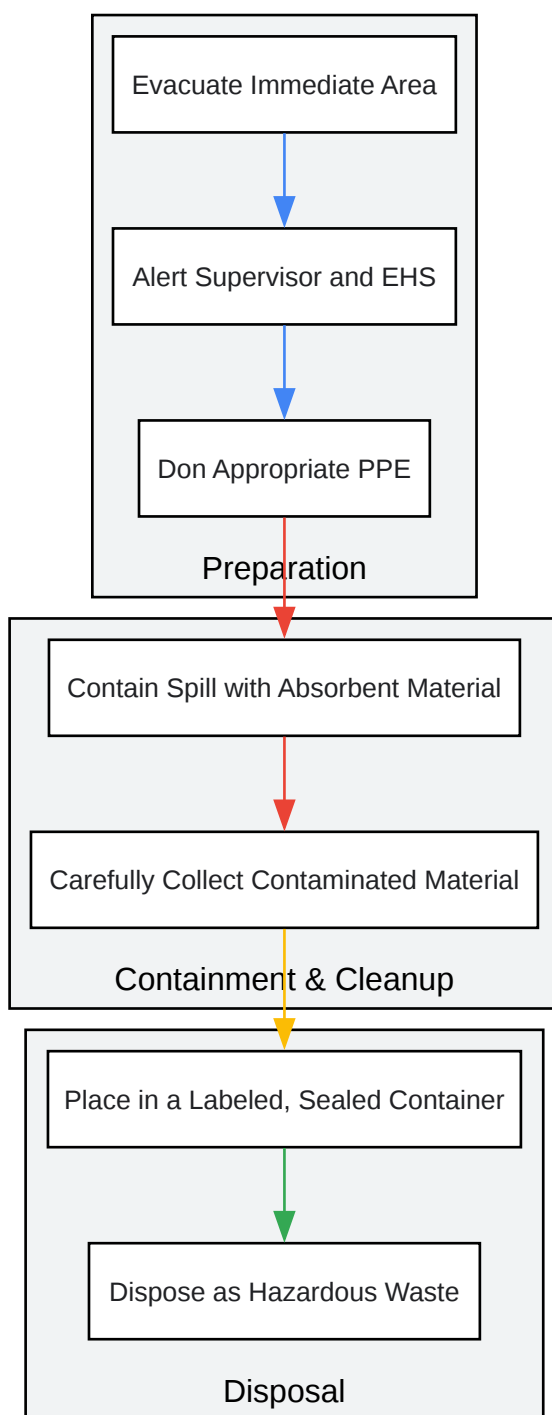 Evacuate Immediate Area
Alert Supervisor and EHS
Don Appropriate PPE
Preparation
Contain Spill with Absorbent Material
Carefully Collect Contaminated Material
Containment & Cleanup
Place in a Labeled, Sealed Container
Dispose as Hazardous Waste
Disposal